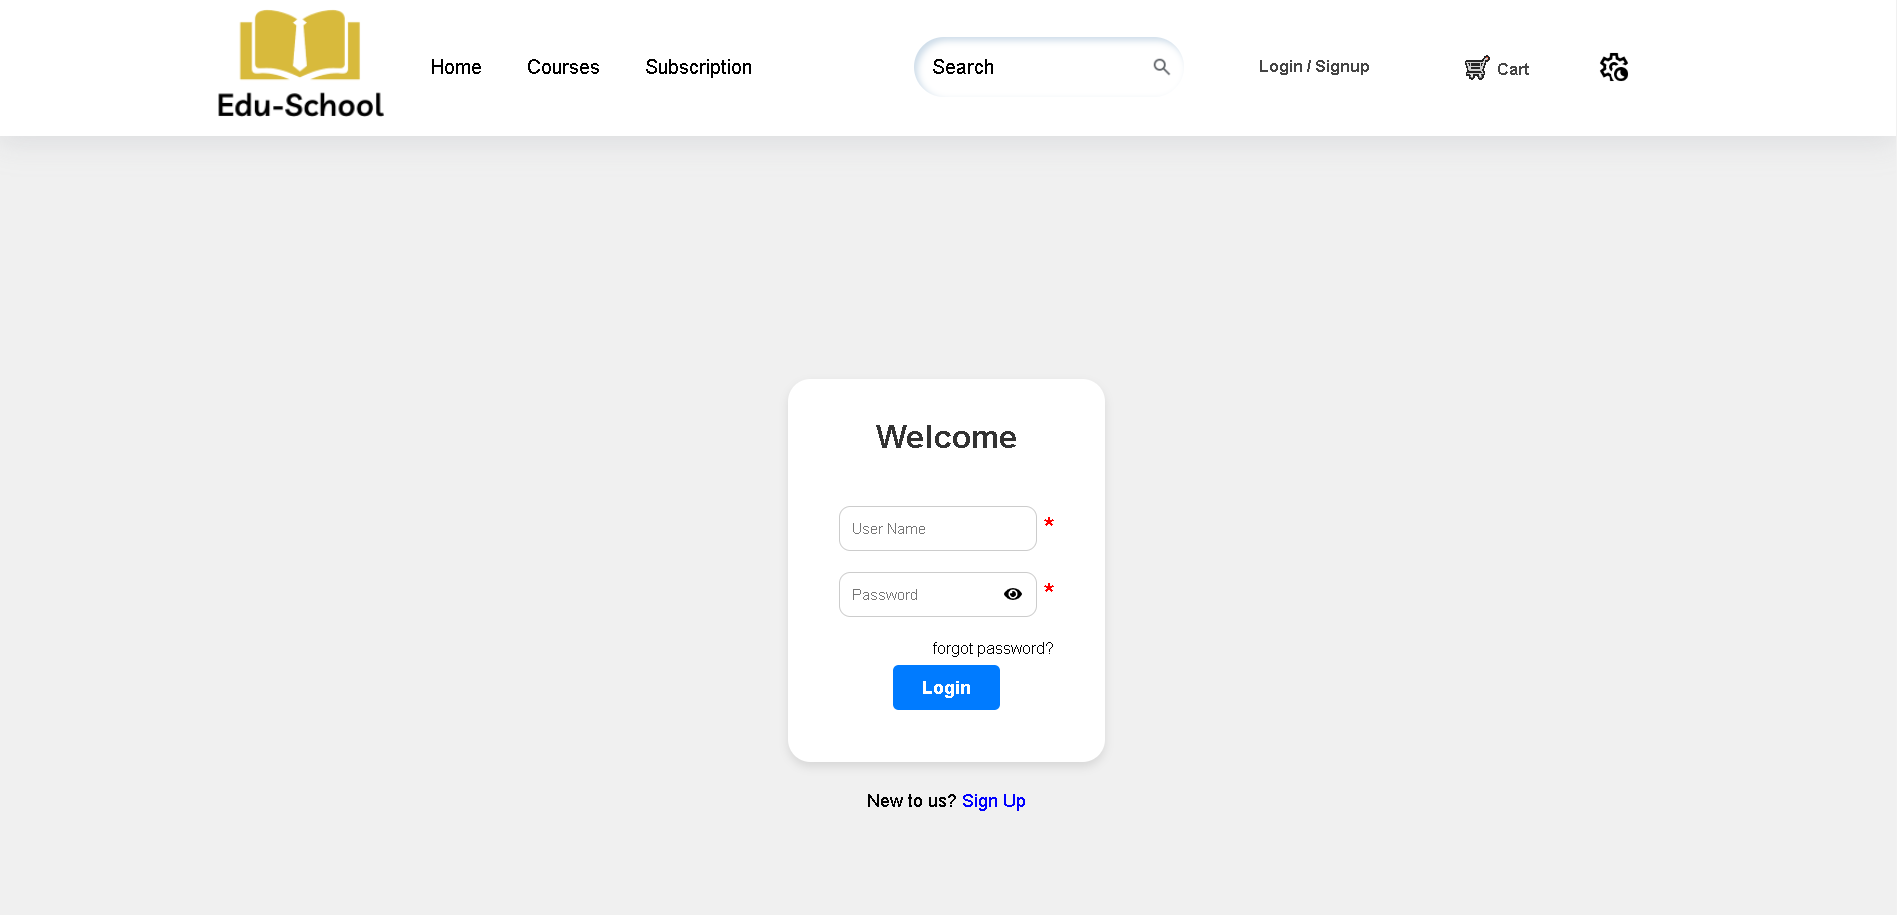 Edu-School
Home Courses Subscription
Search
Login / Signup
Cart
Welcome
User Name *
Password *
forgot password?
Login
New to us? Sign Up